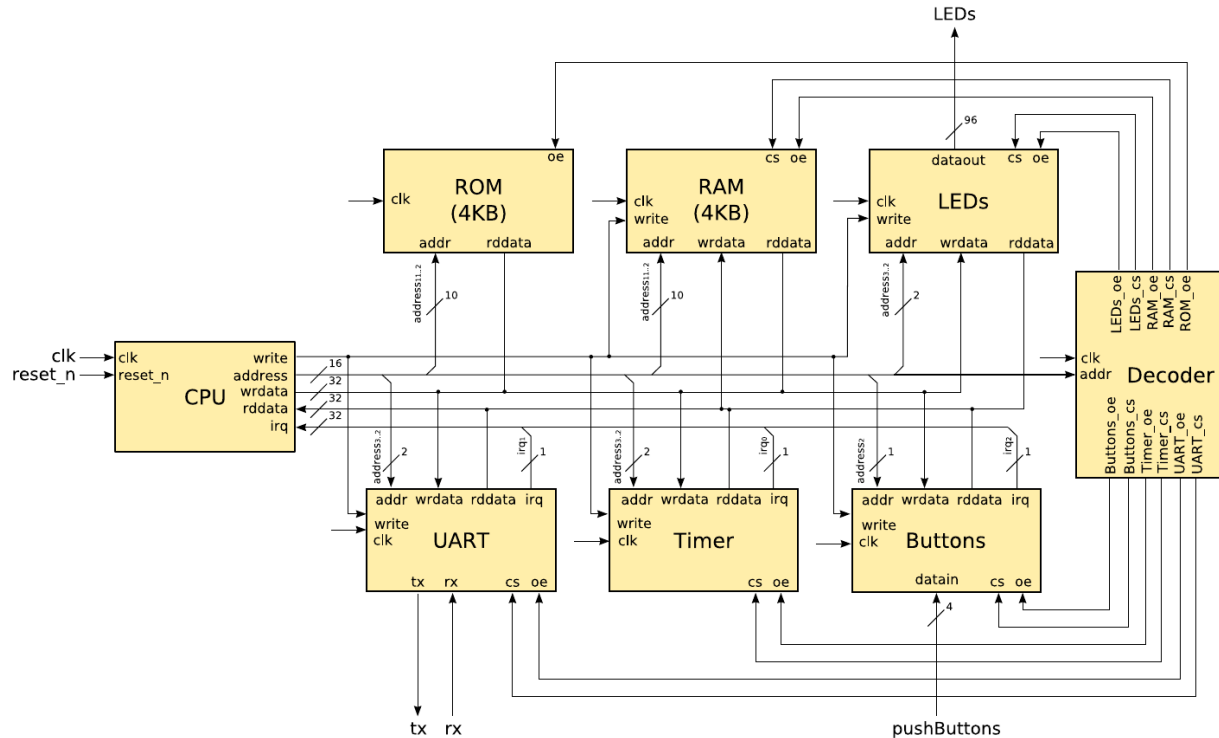 LEDs
96
oe
ROM
(4KB)
clk
addr rddata
cs oe
RAM
(4KB)
clk
write
addr wrdata rddata
dataout
cs oe
LEDs
clk
write
addr wrdata rddata
address11..2
10
address11..2
10
address3..2
2
LEDs_oe
LEDs_cs
RAM_oe
RAM_cs
ROM_oe
clk
addr
Decoder
Buttons_oe
Buttons_cs
Timer_oe
Timer_cs
UART_oe
UART_cs
clk
reset_n
clk
reset_n
CPU
write
address
wrdata
rddata
irq
16
32
32
32
address3..2
2
irq1
1
address3..2
2
irq0
1
address2
1
irq2
1
addr wrdata rddata irq
write
clk
UART
tx rx cs oe
addr wrdata rddata irq
write
clk
Timer
cs oe
addr wrdata rddata irq
write
clk
Buttons
datain cs oe
4
tx rx
pushButtons